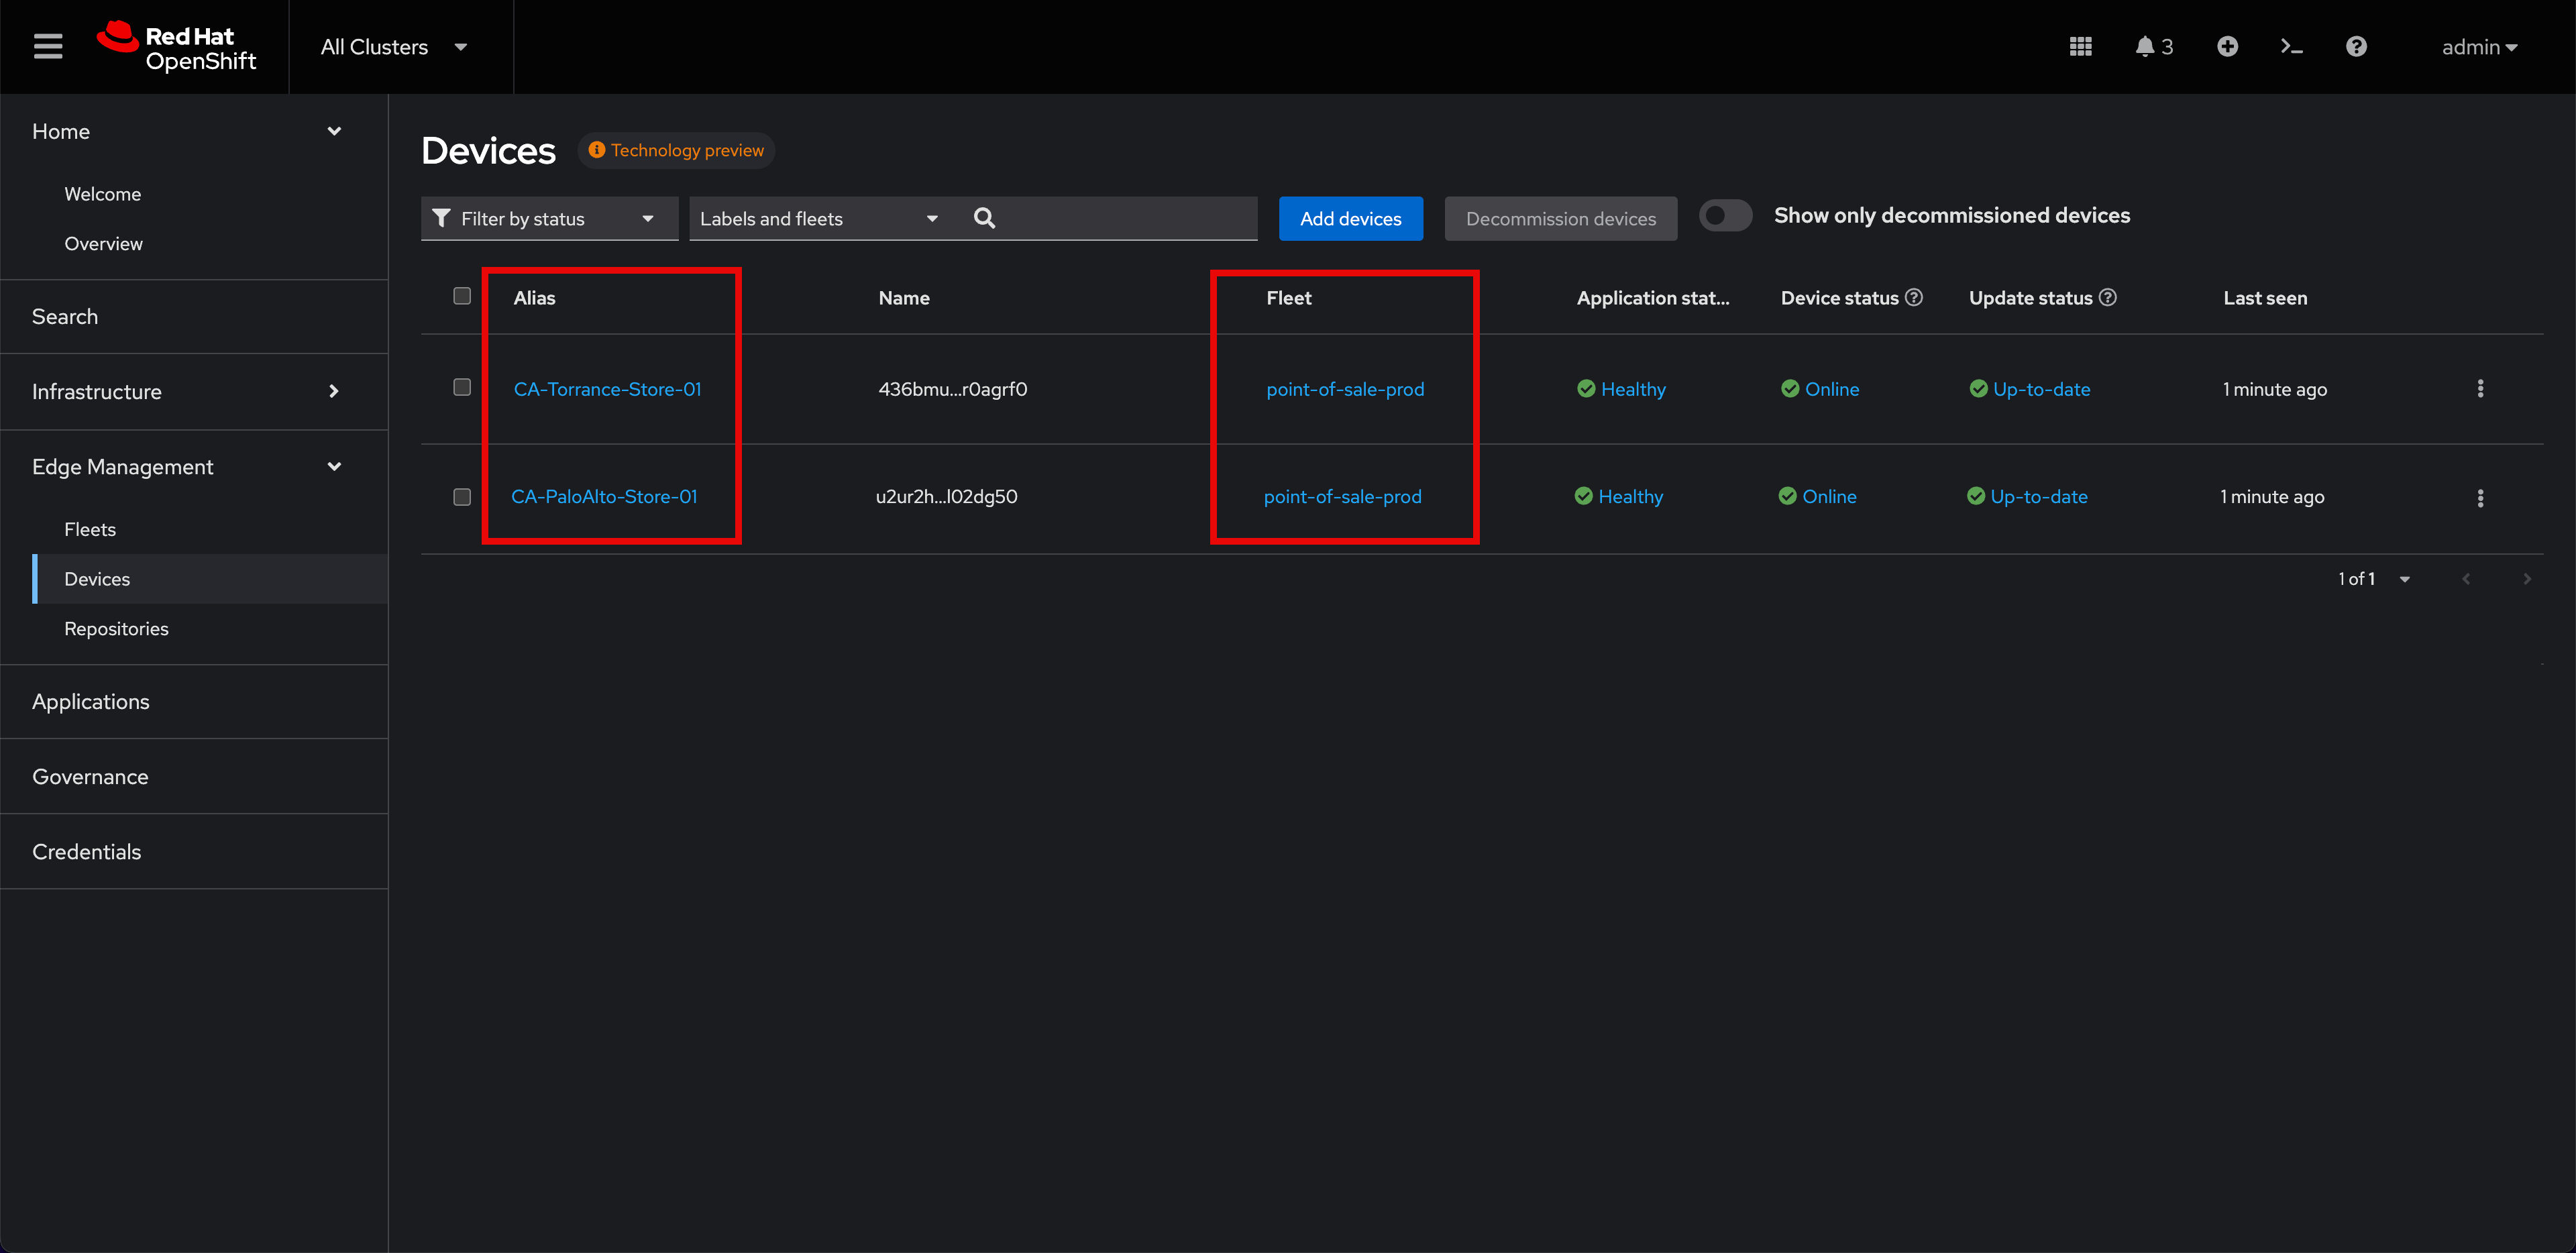 Red Hat
OpenShift
All Clusters
3
admin
Home
Welcome
Overview
Search
Infrastructure
Edge Management
Fleets
Devices
Repositories
Applications
Governance
Credentials
Devices
Technology preview
Filter by status
Labels and fleets
Add devices
Decommission devices
Show only decommissioned devices
Alias Name Fleet Application stat... Device status Update status Last seen
CA-Torrance-Store-01 436bmu...r0agrf0 point-of-sale-prod Healthy Online Up-to-date 1 minute ago
CA-PaloAlto-Store-01 u2ur2h...l02dg50 point-of-sale-prod Healthy Online Up-to-date 1 minute ago
1 of 1